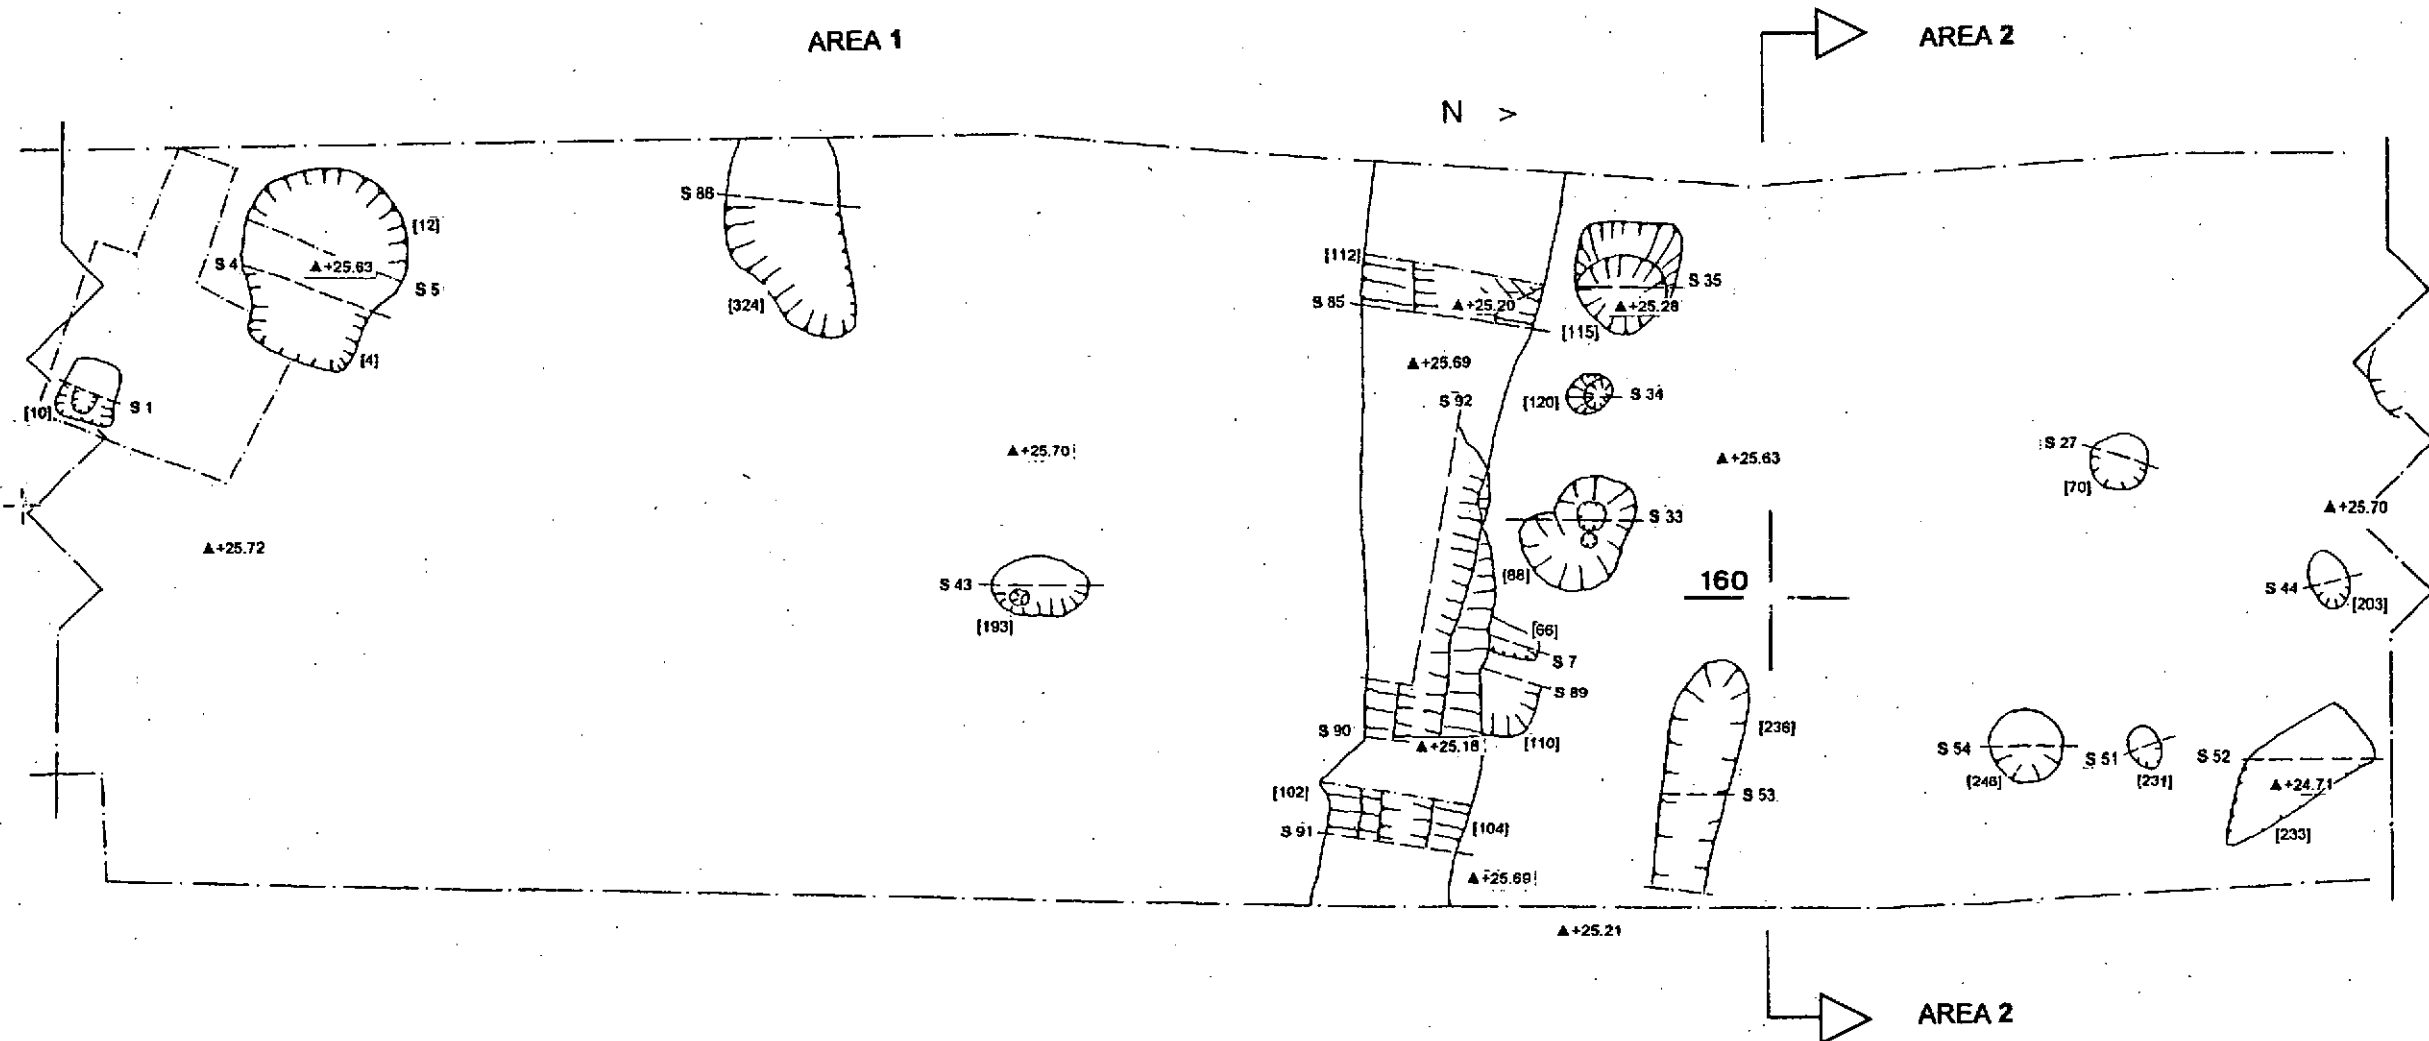 AREA 1
AREA 2
N >
[12]
S 4
▲+25.63
S 5
[4]
[10]
S 1
S 88
[324]
[112]
S 85
▲+25.20
[115]
S 35
▲+25.28
▲+25.69
S 92
[120]
S 34
▲+25.70
▲+25.63
S 27
[70]
▲+25.70
▲+25.72
S 33
[88]
160
S 43
[193]
S 44
[203]
[66]
S 7
S 89
S 90
▲+25.18
[110]
[236]
S 53
S 54
[246]
S 51
[231]
S 52
▲+24.71
[233]
[102]
S 91
[104]
▲+25.69
▲+25.21
AREA 2